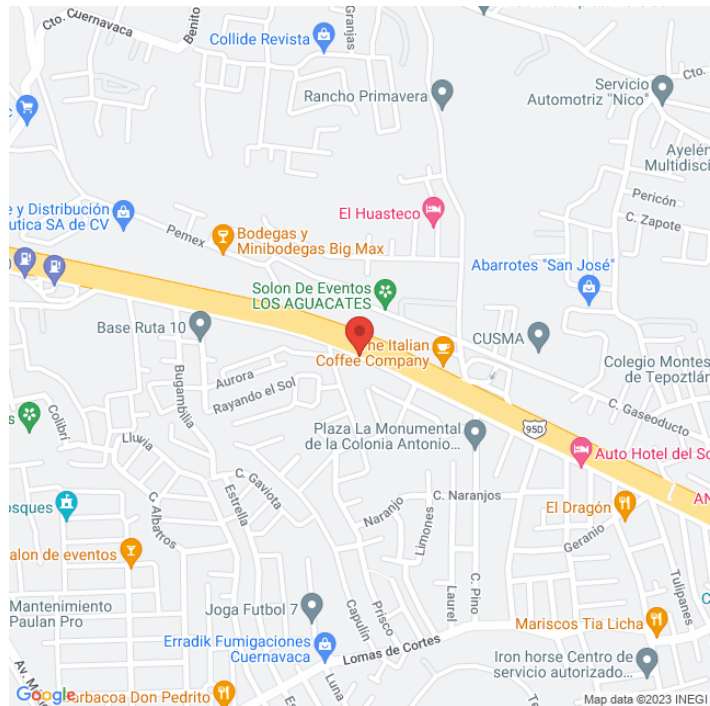 Cto. Cuernavaca
Benito
Granjas
Collide Revista
Rancho Primavera
Servicio
Automotriz "Nico"
Cto.
Ayelén
Multidisci
Pericón
C. Zapote
e y Distribución
utica SA de CV
El Huasteco
Pemex
Bodegas y
Minibodegas Big Max
Abarrotes "San José"
Solon De Eventos
LOS AGUACATES
Base Ruta 10
The Italian
Coffee Company
CUSMA
Colegio Montes
de Tepoztlán
Aurora
Rayando el Sol
Bugambilia
C. Gaseoducto
Colibrí
Plaza La Monumental
de la Colonia Antonio...
95D
Auto Hotel del So
Lluvia
C. Gaviota
C. Albatros
Estrella
Naranjo
C. Naranjos
Limones
AN
El Dragón
Geranio
osques
alon de eventos
Tulipanes
Mantenimiento
Paulan Pro
Joga Futbol 7
Capulín
Prisco
Laurel
C. Pino
Mariscos Tia Licha
Erradik Fumigaciones
Cuernavaca
Lomas de Cortes
Iron horse Centro de
servicio autorizado...
Luna
Google
arbacoa Don Pedrito
Map data ©2023 INEGI